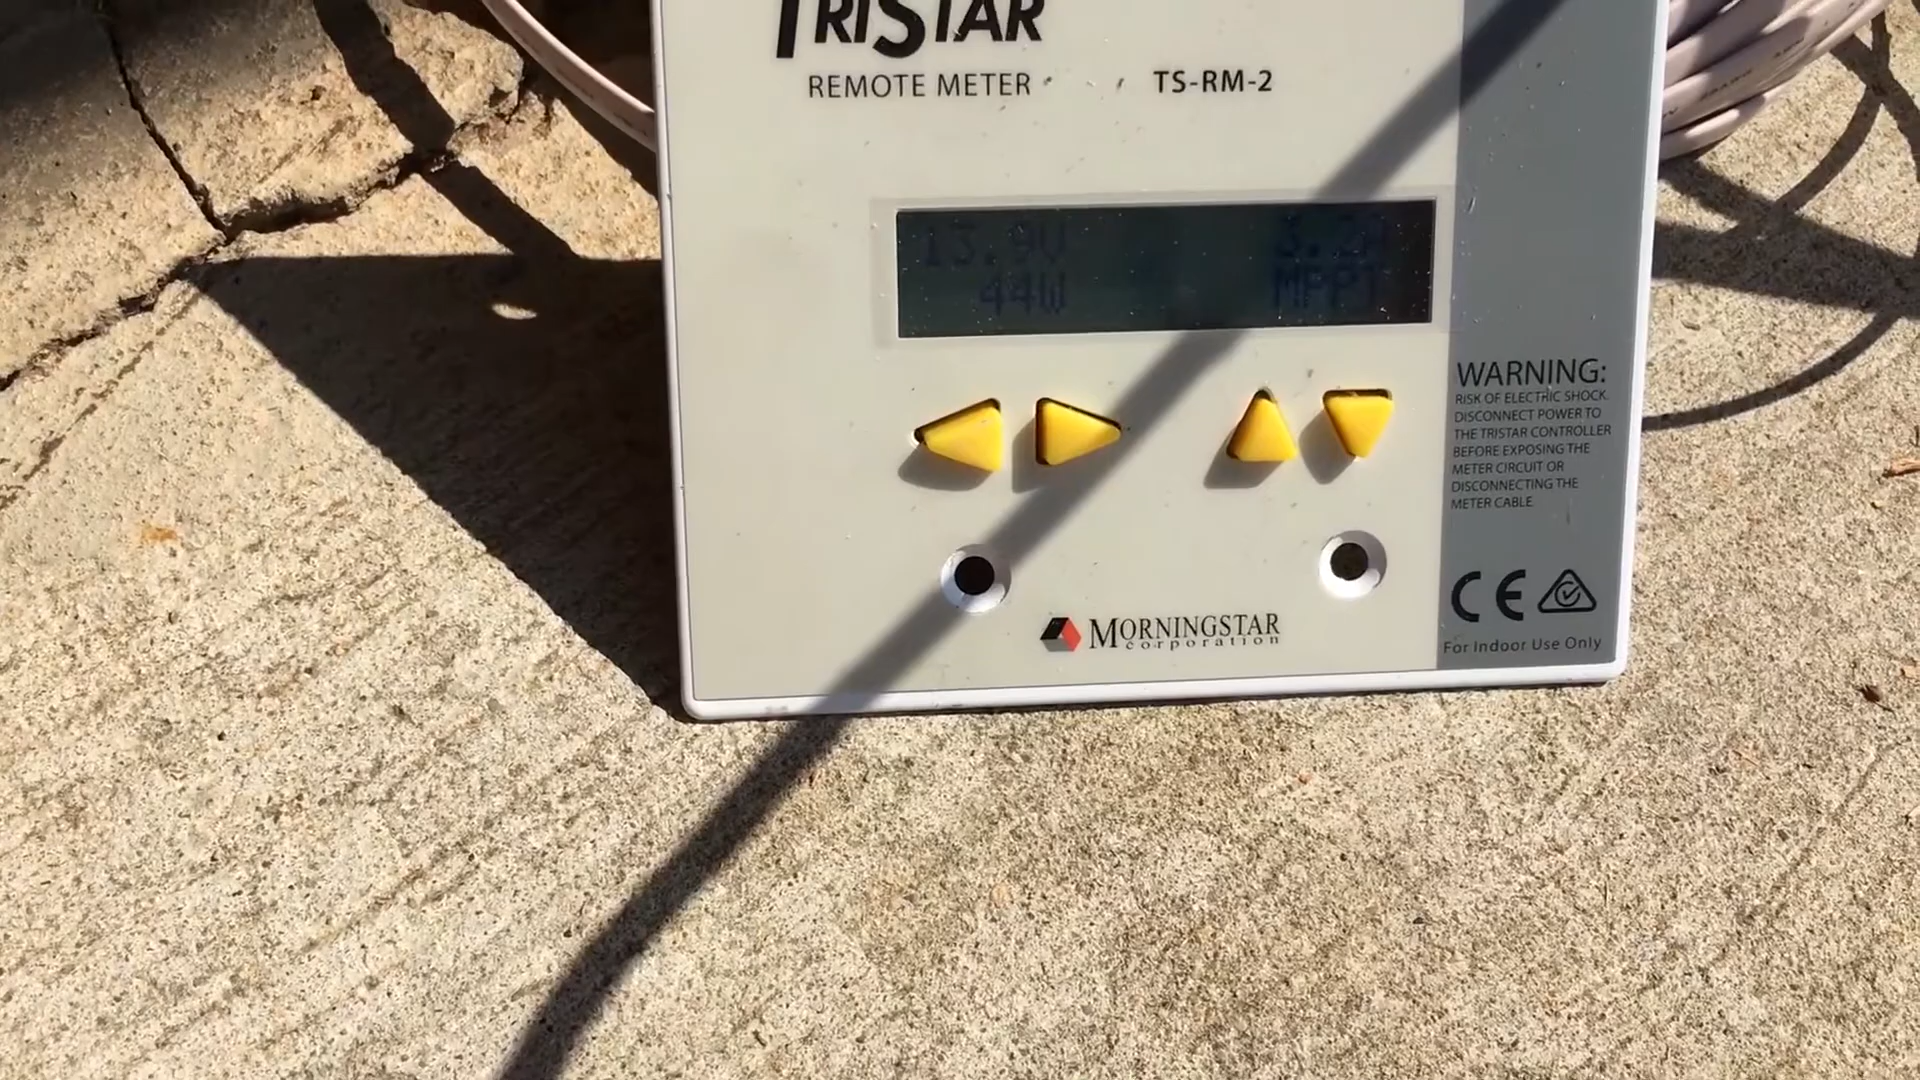 TRISTAR
REMOTE METER TS-RM-2
13.9V 3.2A
44W MPPT
WARNING:
RISK OF ELECTRIC SHOCK.
DISCONNECT POWER TO
THE TRISTAR CONTROLLER
BEFORE EXPOSING THE
METER CIRCUIT OR
DISCONNECTING THE
METER CABLE.
CE
MORNINGSTAR
corporation
For Indoor Use Only